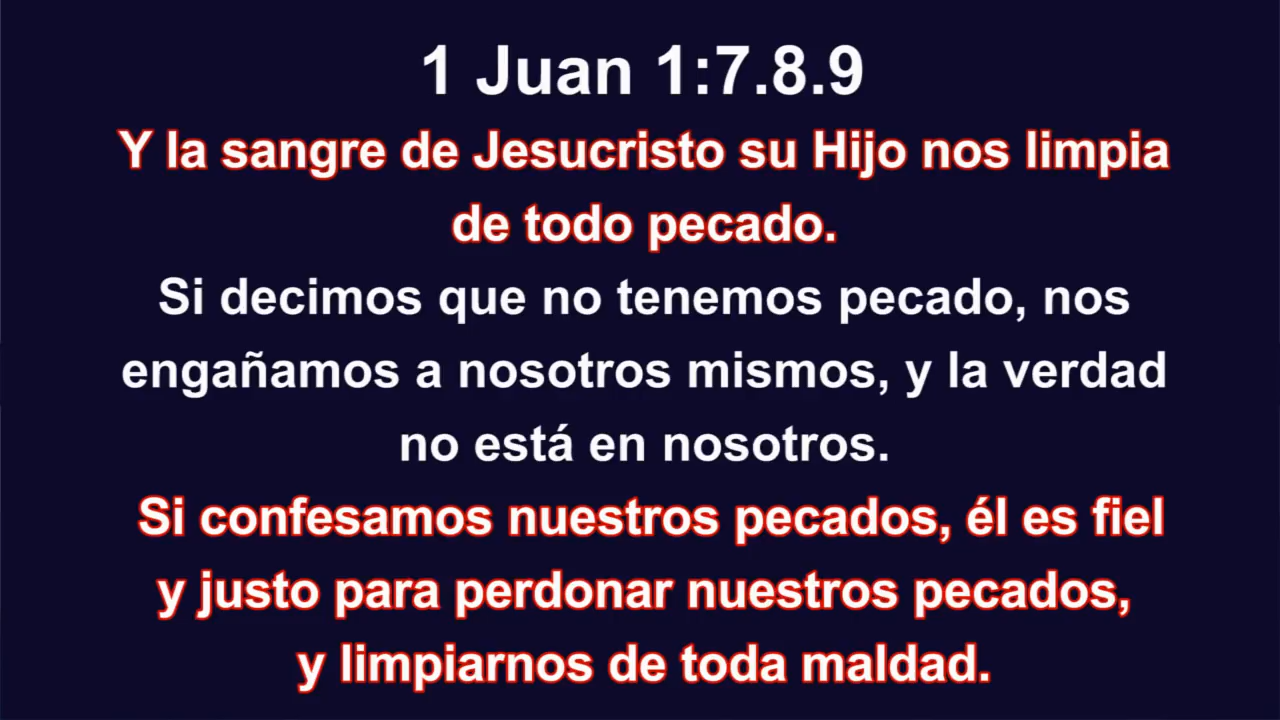 1 Juan 1:7.8.9
Y la sangre de Jesucristo su Hijo nos limpia
de todo pecado.
Si decimos que no tenemos pecado, nos
engañamos a nosotros mismos, y la verdad
no está en nosotros.
Si confesamos nuestros pecados, él es fiel
y justo para perdonar nuestros pecados,
y limpiarnos de toda maldad.